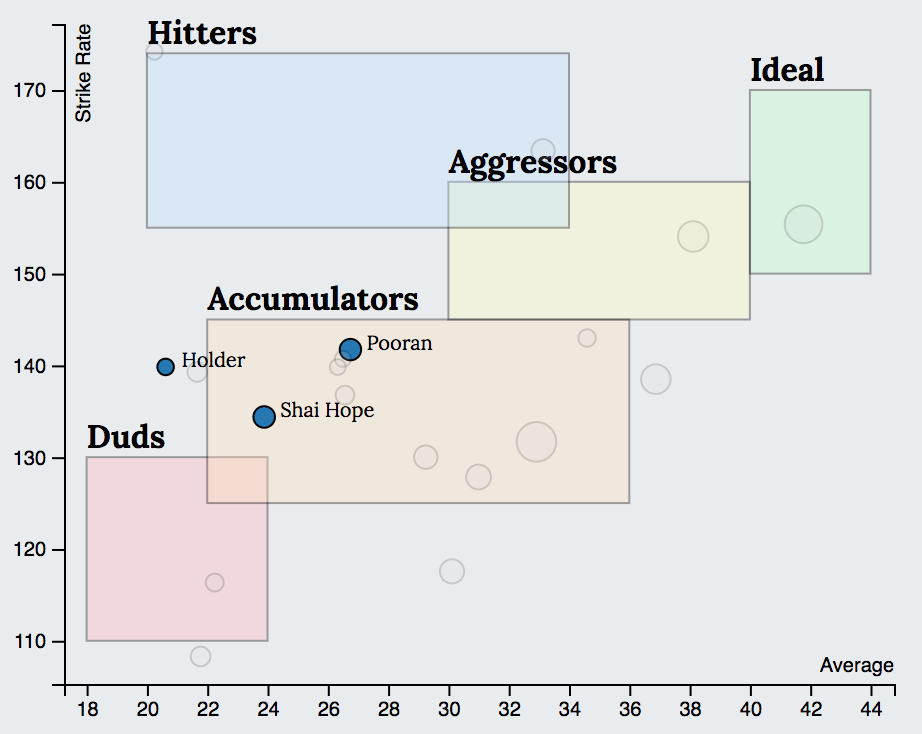 Hitters
Strike Rate
Ideal
170
Aggressors
160
150
Accumulators
Pooran
140
Holder
Shai Hope
Duds
130
120
110
Average
18 20 22 24 26 28 30 32 34 36 38 40 42 44